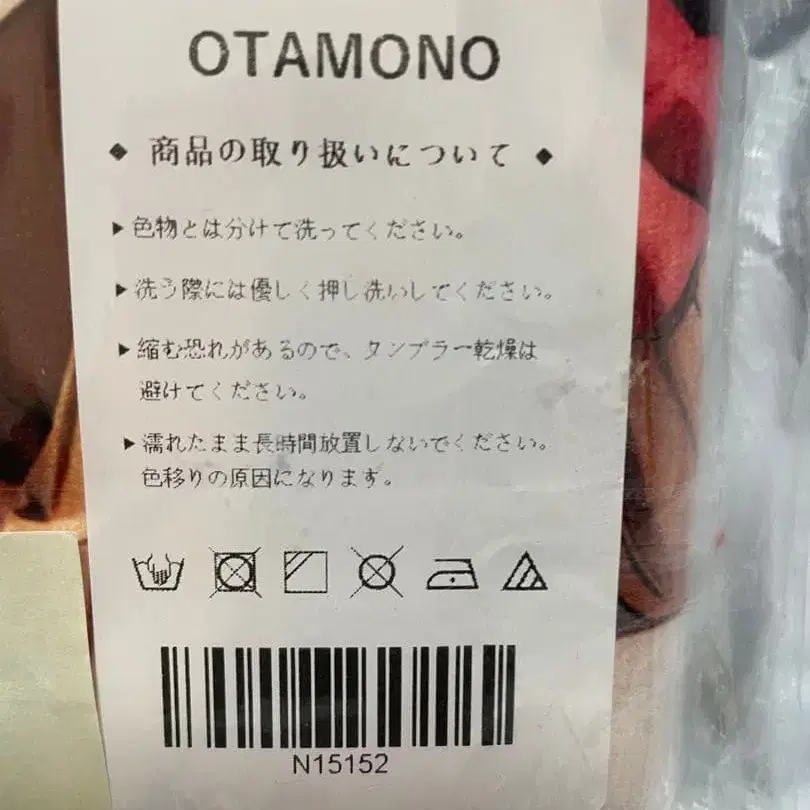 OTAMONO
◆ 商品の取り扱いについて ◆
▶色物とは分けて洗ってください。
▶洗う際には優しく押し洗いしてください。
▶縮む恐れがあるので、タンブラー乾燥は
避けてください。
▶濡れたまま長時間放置しないでください。
色移りの原因になります。
N15152